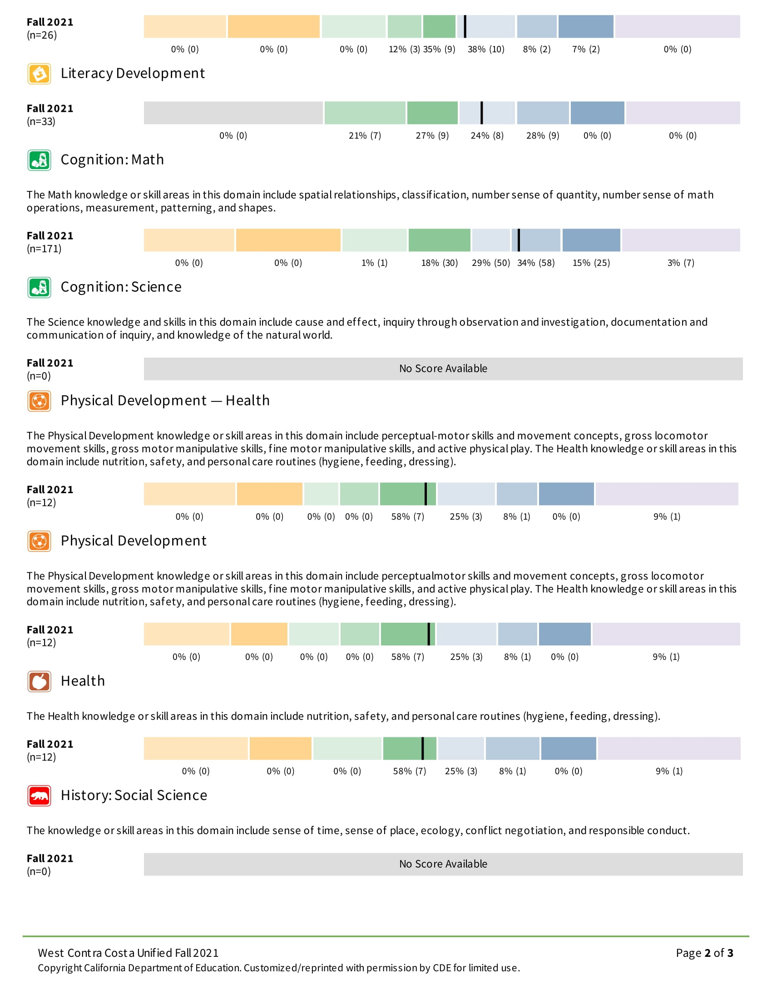 Fall 2021
(n=26)
0% (0) 0% (0) 0% (0) 12% (3) 35% (9) 38% (10) 8% (2) 7% (2) 0% (0)
Literacy Development
Fall 2021
(n=33)
0% (0) 21% (7) 27% (9) 24% (8) 28% (9) 0% (0) 0% (0)
Cognition: Math
The Math knowledge or skill areas in this domain include spatial relationships, classification, number sense of quantity, number sense of math
operations, measurement, patterning, and shapes.
Fall 2021
(n=171)
0% (0) 0% (0) 1% (1) 18% (30) 29% (50) 34% (58) 15% (25) 3% (7)
Cognition: Science
The Science knowledge and skills in this domain include cause and effect, inquiry through observation and investigation, documentation and
communication of inquiry, and knowledge of the natural world.
Fall 2021
(n=0)
No Score Available
Physical Development — Health
The Physical Development knowledge or skill areas in this domain include perceptual-motor skills and movement concepts, gross locomotor
movement skills, gross motor manipulative skills, fine motor manipulative skills, and active physical play. The Health knowledge or skill areas in this
domain include nutrition, safety, and personal care routines (hygiene, feeding, dressing).
Fall 2021
(n=12)
0% (0) 0% (0) 0% (0) 0% (0) 58% (7) 25% (3) 8% (1) 0% (0) 9% (1)
Physical Development
The Physical Development knowledge or skill areas in this domain include perceptualmotor skills and movement concepts, gross locomotor
movement skills, gross motor manipulative skills, fine motor manipulative skills, and active physical play. The Health knowledge or skill areas in this
domain include nutrition, safety, and personal care routines (hygiene, feeding, dressing).
Fall 2021
(n=12)
0% (0) 0% (0) 0% (0) 0% (0) 58% (7) 25% (3) 8% (1) 0% (0) 9% (1)
Health
The Health knowledge or skill areas in this domain include nutrition, safety, and personal care routines (hygiene, feeding, dressing).
Fall 2021
(n=12)
0% (0) 0% (0) 0% (0) 58% (7) 25% (3) 8% (1) 0% (0) 9% (1)
History: Social Science
The knowledge or skill areas in this domain include sense of time, sense of place, ecology, conflict negotiation, and responsible conduct.
Fall 2021
(n=0)
No Score Available
West Contra Costa Unified Fall 2021 Page 2 of 3
Copyright California Department of Education. Customized/reprinted with permission by CDE for limited use.